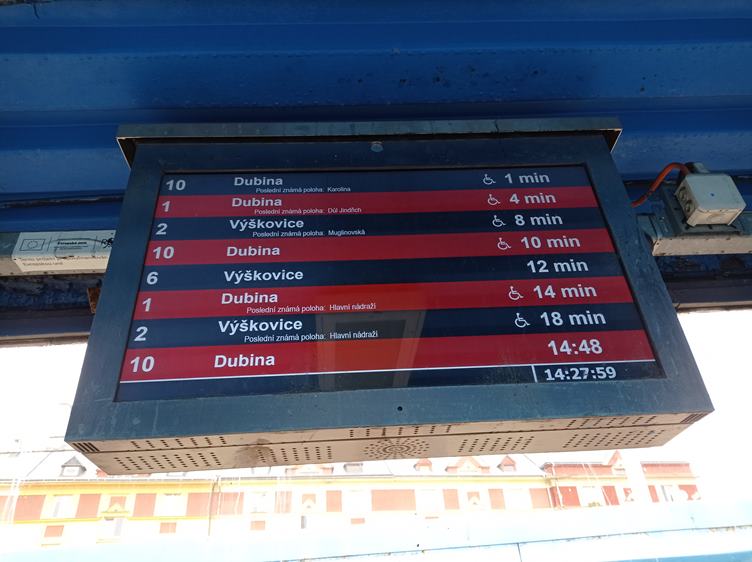 10 Dubina 1 min
Poslední známá poloha: Karolina
1 Dubina 4 min
Poslední známá poloha: Důl Jindřich
2 Výškovice 8 min
Poslední známá poloha: Muglinovská
10 Dubina 10 min
6 Výškovice 12 min
1 Dubina 14 min
Poslední známá poloha: Hlavní nádraží
2 Výškovice 18 min
Poslední známá poloha: Hlavní nádraží
10 Dubina 14:48
14:27:59